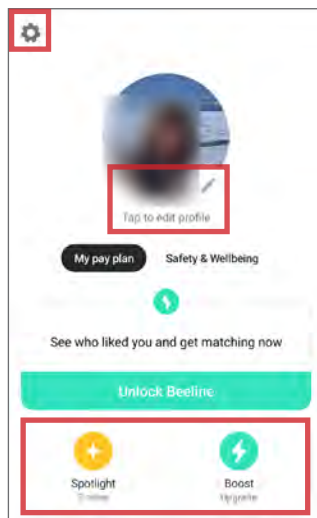 Tap to edit profile
My pay plan Safety & Wellbeing
See who liked you and get matching now
Unlock Beeline
Spotlight Boost
Upgrade